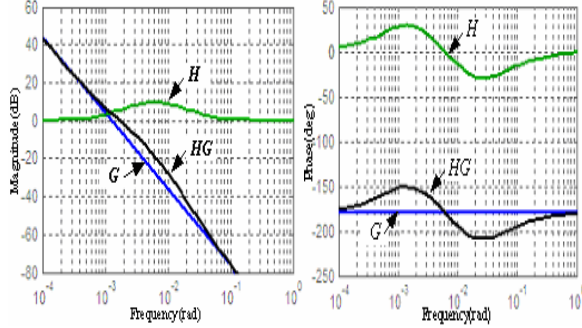 60
40
20
0
-20
-40
-60
-80
Magnitude (dB)
H
G
HG
10^-4
10^-3
10^-2
10^-1
10^0
Frequency(rad)
50
0
-50
-100
-150
-200
-250
Phase(deg)
H
HG
G
10^-4
10^-3
10^-2
10^-1
10^0
Frequency(rad)